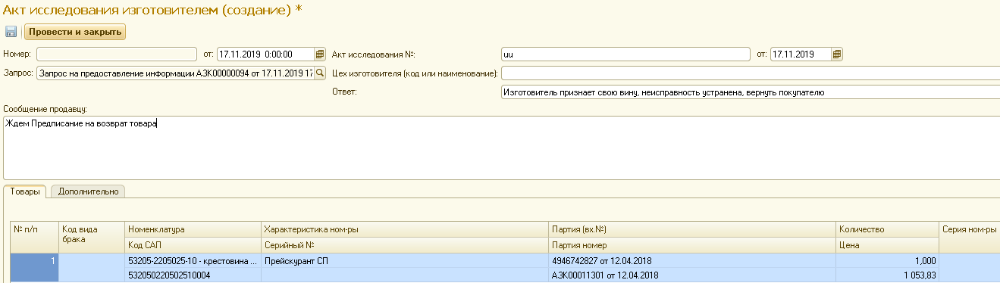 Акт исследования изготовителем (создание) *
Провести и закрыть
Номер: от: 17.11.2019 0:00:00 Акт исследования №: uu от: 17.11.2019
Запрос: Запрос на предоставление информации АЗК00000094 от 17.11.2019 17 Цех изготовителя (код или наименование):
Ответ: Изготовитель признает свою вину, неисправность устранена, вернуть покупателю
Сообщение продавцу:
Ждем Предписание на возврат товара
Товары Дополнительно
№ п/п Код вида брака Номенклатура Характеристика ном-ры Партия (вх.№) Количество Серия ном-ры
Код САП Серийный № Партия номер Цена
1 53205-2205025-10 - крестовина ... Прейскурант СП 4946742827 от 12.04.2018 1,000
532050220502510004 АЗК00011301 от 12.04.2018 1 053,83